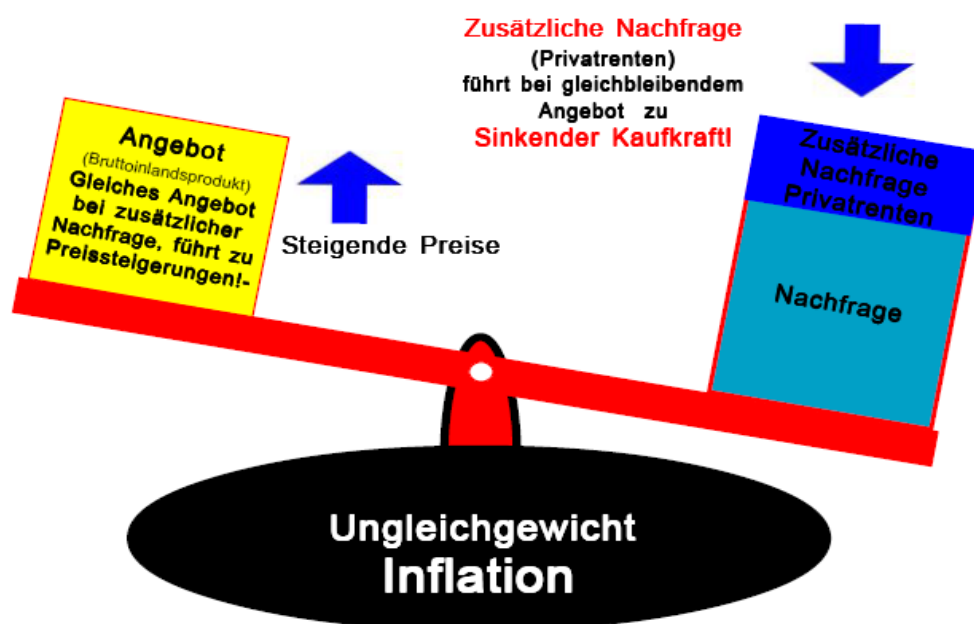 Zusätzliche Nachfrage
(Privatrenten)
führt bei gleichbleibendem
Angebot zu
Sinkender Kaufkraft!
Angebot
(Bruttoinlandsprodukt)
Gleiches Angebot
bei zusätzlicher
Nachfrage, führt zu
Preissteigerungen!-
Steigende Preise
Zusätzliche
Nachfrage
Privatrenten
Nachfrage
Ungleichgewicht
Inflation